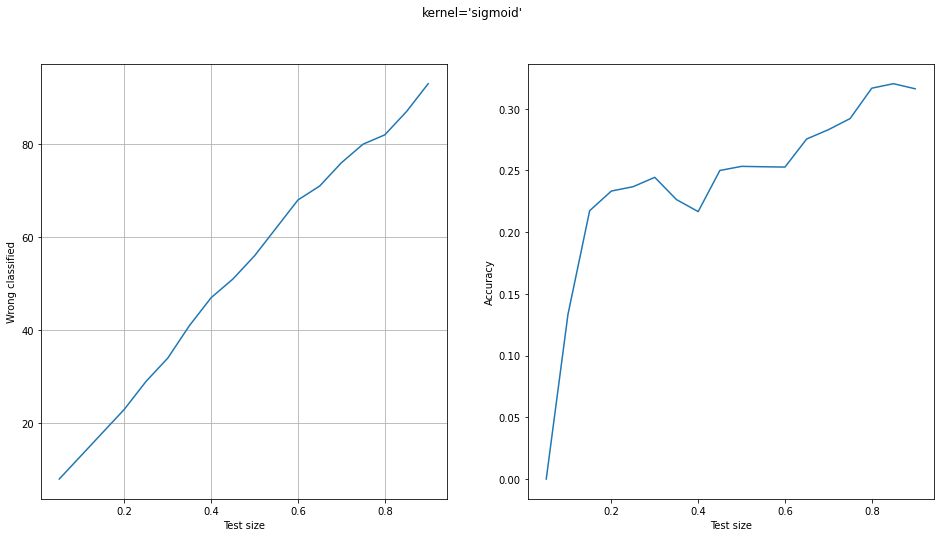 kernel='sigmoid'
Wrong classified
80
60
40
20
0.2 0.4 0.6 0.8
Test size
Accuracy
0.30
0.25
0.20
0.15
0.10
0.05
0.00
0.2 0.4 0.6 0.8
Test size